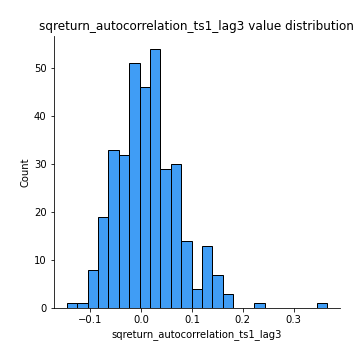 sqreturn_autocorrelation_ts1_lag3 value distribution
Count
50
40
30
20
10
0
−0.1 0.0 0.1 0.2 0.3
sqreturn_autocorrelation_ts1_lag3